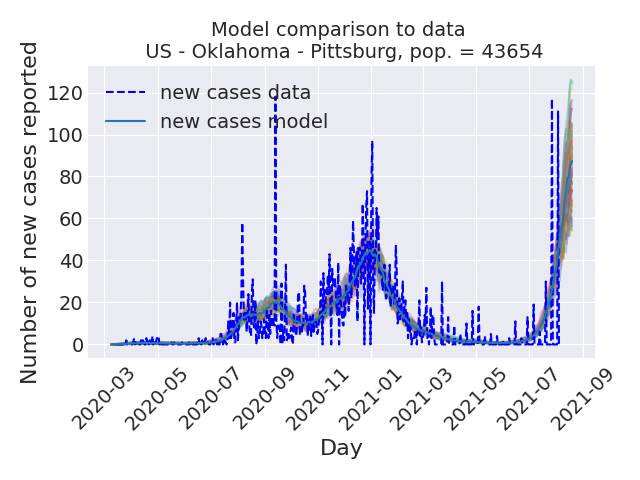 Model comparison to data
US - Oklahoma - Pittsburg, pop. = 43654
Number of new cases reported
120
100
80
60
40
20
0
new cases data
new cases model
2020-03
2020-05
2020-07
2020-09
2020-11
2021-01
2021-03
2021-05
2021-07
2021-09
Day